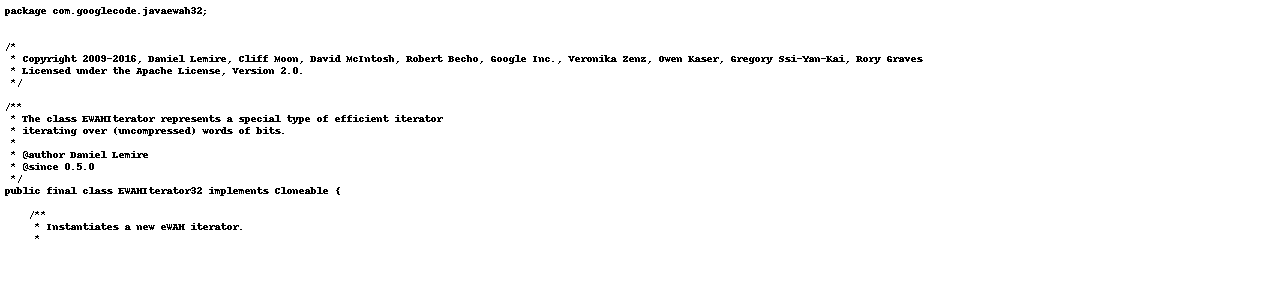 package com.googlecode.javaewah32;
/*
 * Copyright 2009-2016, Daniel Lemire, Cliff Moon, David McIntosh, Robert Becho, Google Inc., Veronika Zenz, Owen Kaser, Gregory Ssi-Yan-Kai, Rory Graves
 * Licensed under the Apache License, Version 2.0.
 */
/**
 * The class EWAHIterator represents a special type of efficient iterator
 * iterating over (uncompressed) words of bits.
 *
 * @author Daniel Lemire
 * @since 0.5.0
 */
public final class EWAHIterator32 implements Cloneable {
    /**
     * Instantiates a new eWAH iterator.
     *